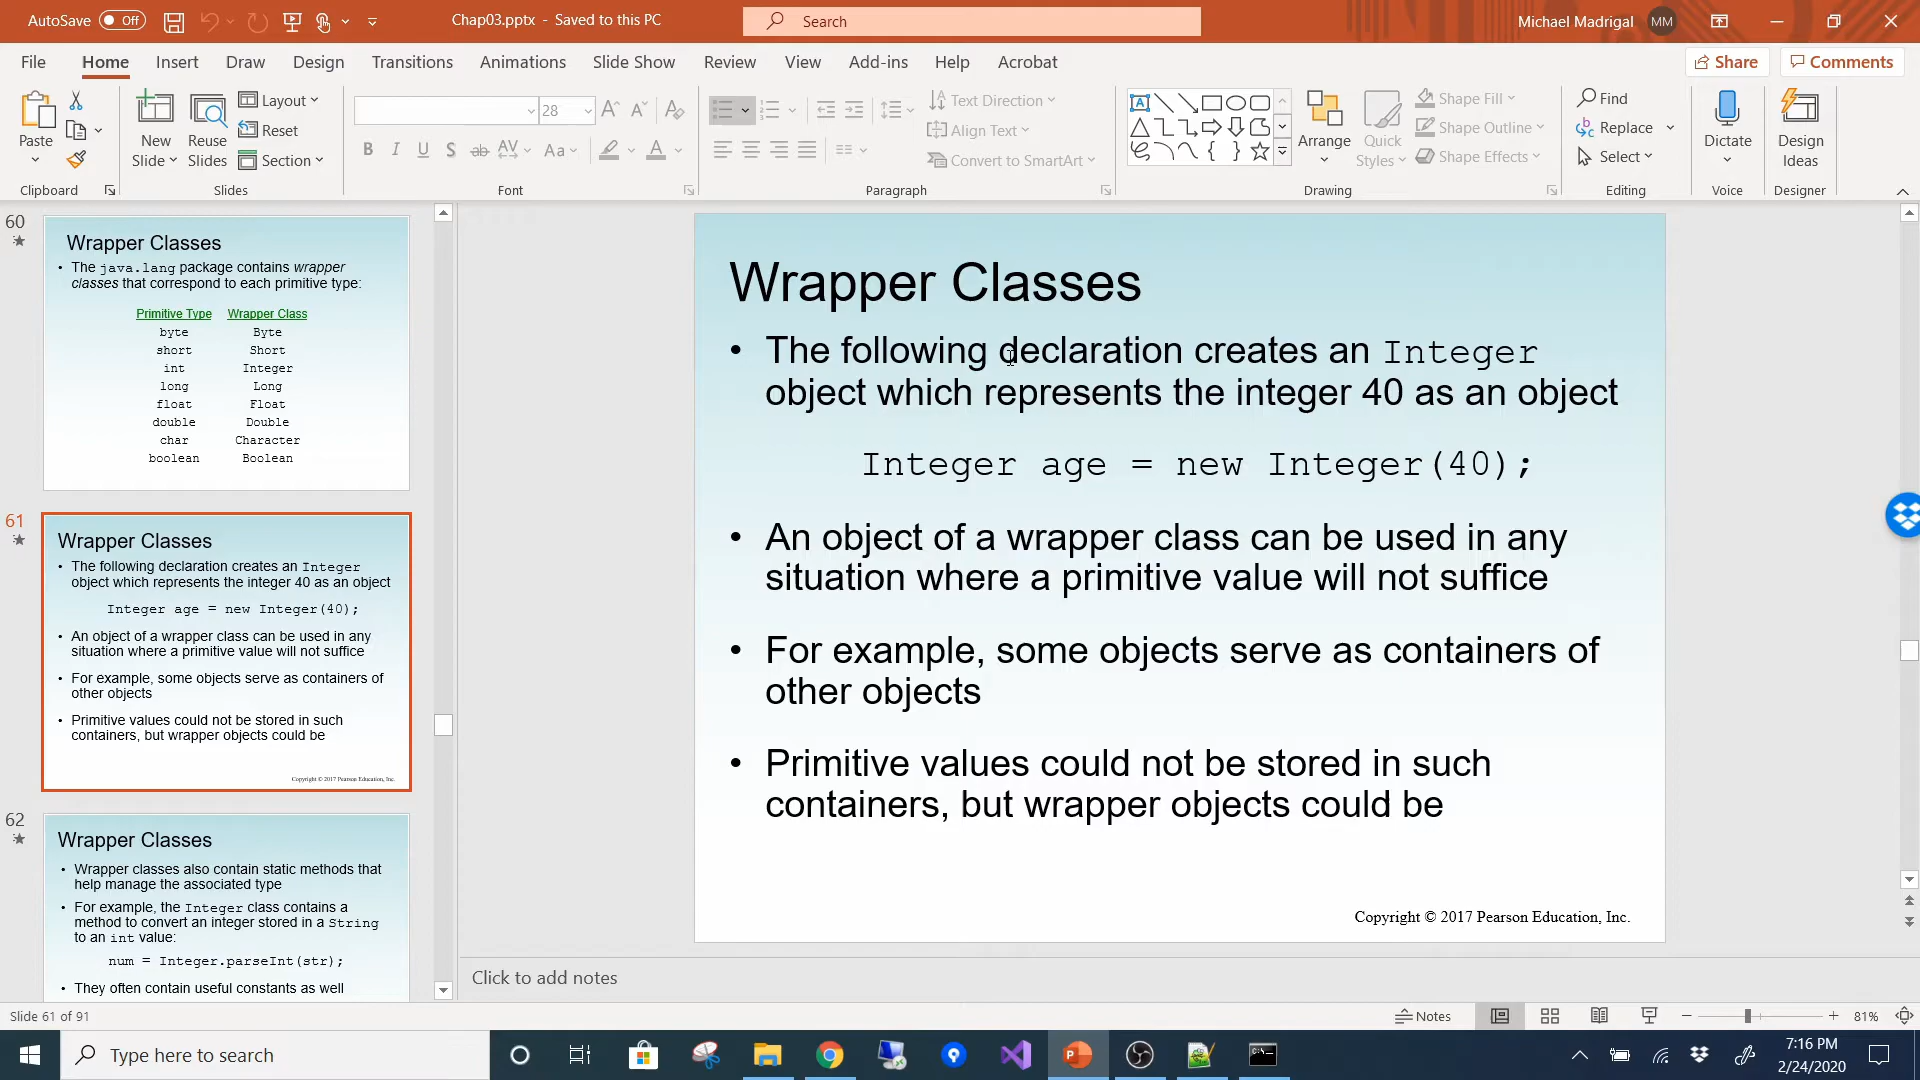 AutoSave Off
Chap03.pptx - Saved to this PC
Search
Michael Madrigal MM
File Home Insert Draw Design Transitions Animations Slide Show Review View Add-ins Help Acrobat
Share Comments
Paste
New
Slide
Reuse
Slides
Layout
Reset
Section
28
B I U S ab AV Aa A
Text Direction
Align Text
Convert to SmartArt
Arrange
Quick
Styles
Shape Fill
Shape Outline
Shape Effects
Find
Replace
Select
Dictate
Design
Ideas
Clipboard Slides Font Paragraph Drawing Editing Voice Designer
60
Wrapper Classes
• The java.lang package contains wrapper
classes that correspond to each primitive type:
Primitive Type Wrapper Class
byte Byte
short Short
int Integer
long Long
float Float
double Double
char Character
boolean Boolean
61
Wrapper Classes
• The following declaration creates an Integer
object which represents the integer 40 as an object
Integer age = new Integer(40);
• An object of a wrapper class can be used in any
situation where a primitive value will not suffice
• For example, some objects serve as containers of
other objects
• Primitive values could not be stored in such
containers, but wrapper objects could be
Copyright © 2017 Pearson Education, Inc.
62
Wrapper Classes
• Wrapper classes also contain static methods that
help manage the associated type
• For example, the Integer class contains a
method to convert an integer stored in a String
to an int value:
num = Integer.parseInt(str);
• They often contain useful constants as well
Wrapper Classes
• The following declaration creates an Integer
object which represents the integer 40 as an object
Integer age = new Integer(40);
• An object of a wrapper class can be used in any
situation where a primitive value will not suffice
• For example, some objects serve as containers of
other objects
• Primitive values could not be stored in such
containers, but wrapper objects could be
Copyright © 2017 Pearson Education, Inc.
Click to add notes
Slide 61 of 91
Notes
81%
Type here to search
7:16 PM
2/24/2020